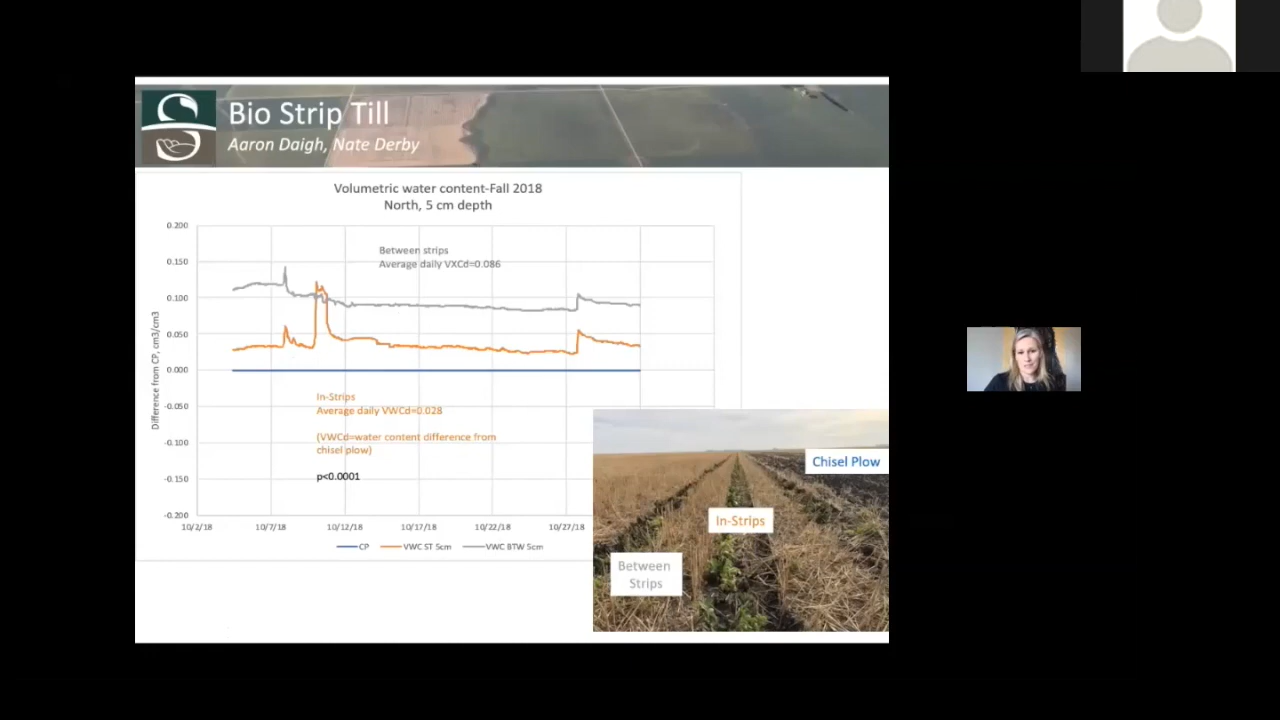 Bio Strip Till
Aaron Daigh, Nate Derby
Volumetric water content-Fall 2018
North, 5 cm depth
0.200
0.150
0.100
0.050
0.000
-0.050
-0.100
-0.150
-0.200
Difference from CP, cm3/cm3
Between strips
Average daily VXCd=0.086
In-Strips
Average daily VWCd=0.028
(VWCd=water content difference from
chisel plow)
p<0.0001
10/2/18
10/7/18
10/12/18
10/17/18
10/22/18
10/27/18
CP
VWC ST 5cm
VWC BTW 5cm
Chisel Plow
In-Strips
Between
Strips